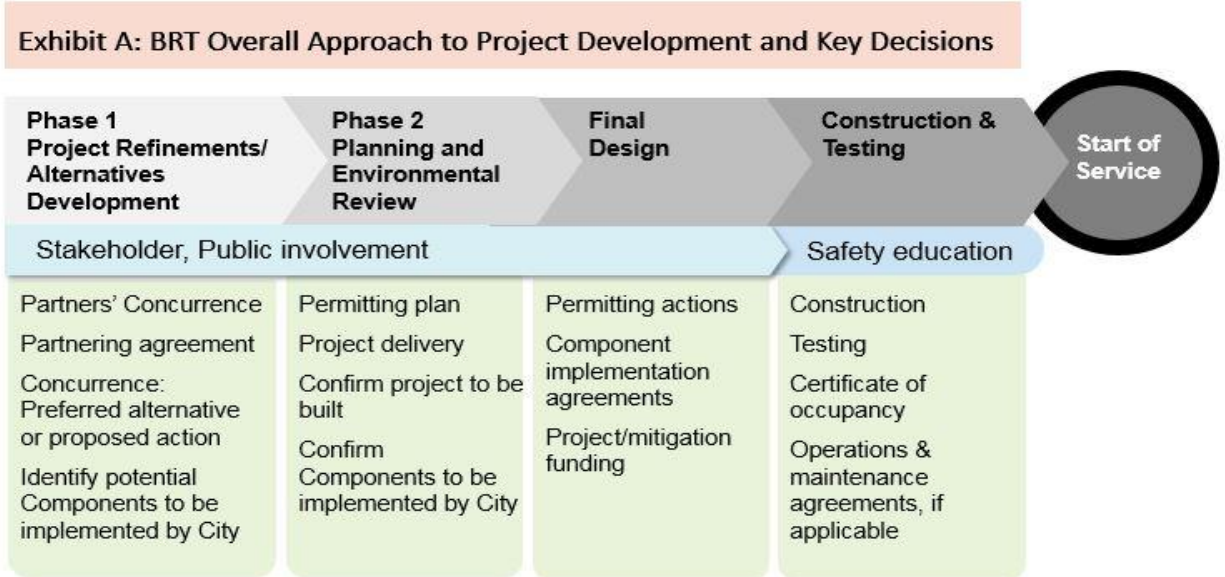 Exhibit A: BRT Overall Approach to Project Development and Key Decisions
Phase 1
Project Refinements/
Alternatives
Development
Phase 2
Planning and
Environmental
Review
Final
Design
Construction &
Testing
Start of
Service
Stakeholder, Public involvement
Safety education
Partners' Concurrence
Partnering agreement
Concurrence:
Preferred alternative
or proposed action
Identify potential
Components to be
implemented by City
Permitting plan
Project delivery
Confirm project to be
built
Confirm
Components to be
implemented by City
Permitting actions
Component
implementation
agreements
Project/mitigation
funding
Construction
Testing
Certificate of
occupancy
Operations &
maintenance
agreements, if
applicable